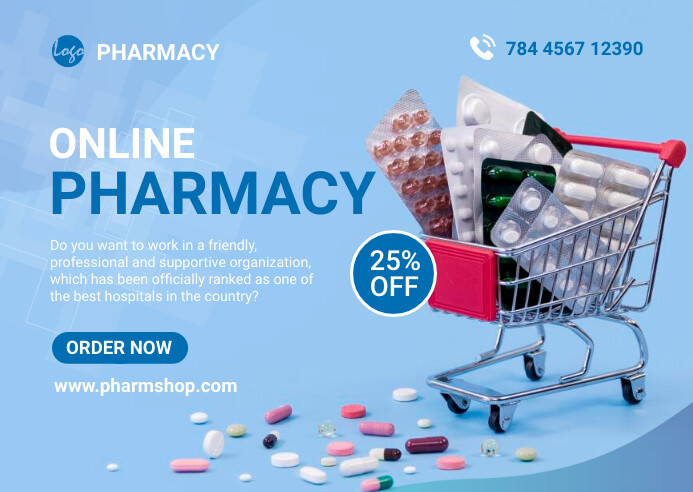 Logo PHARMACY
784 4567 12390
ONLINE
PHARMACY
Do you want to work in a friendly,
professional and supportive organization,
which has been officially ranked as one of
the best hospitals in the country?
25%
OFF
ORDER NOW
www.pharmshop.com